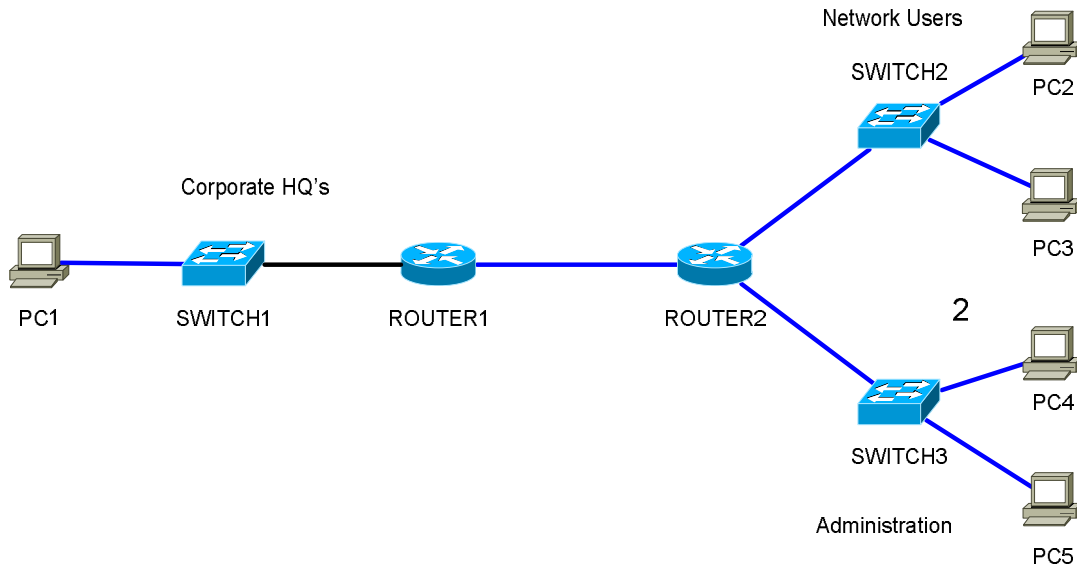 Network Users
SWITCH2
PC2
Corporate HQ's
PC3
PC1
SWITCH1
ROUTER1
ROUTER2
2
PC4
SWITCH3
Administration
PC5